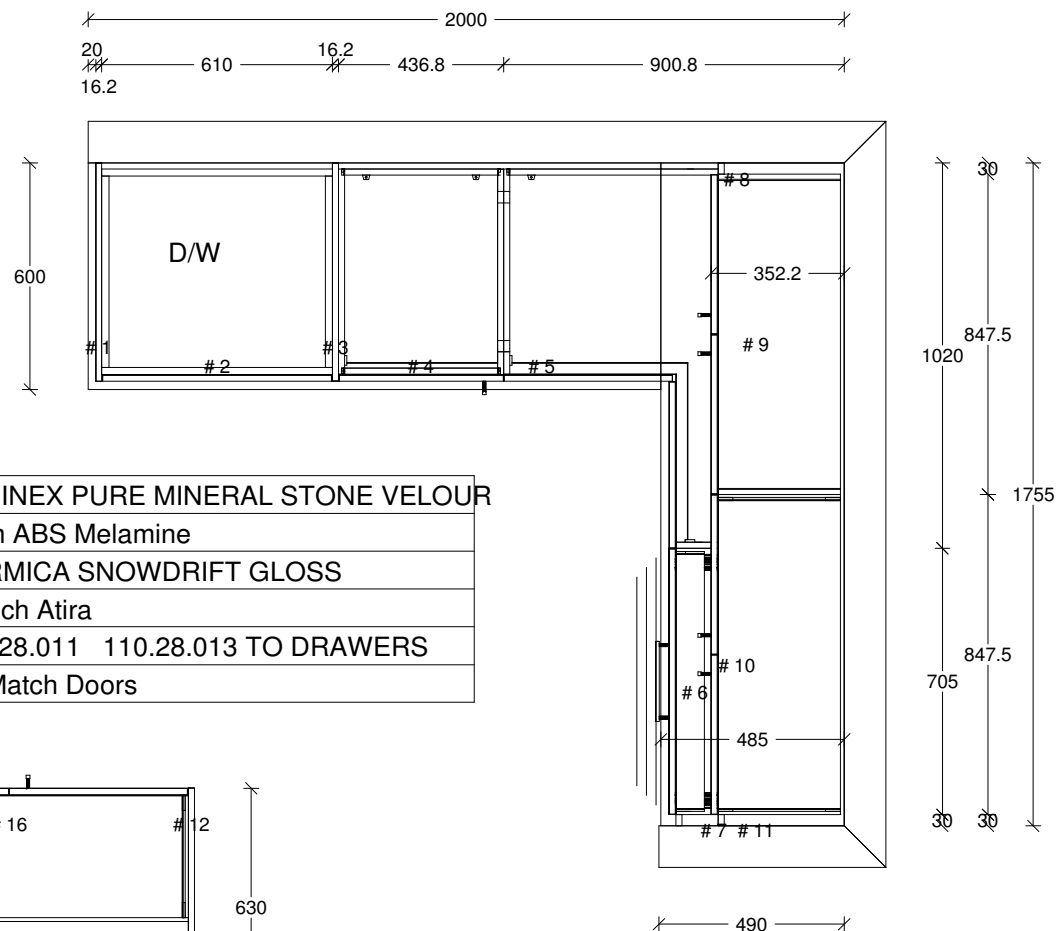 2000
20 610 16.2 436.8 900.8
16.2
600
D/W
# 1
# 2
# 3
# 4
# 5
# 8
352.2
# 9
30
847.5
1020
1755
847.5
705
# 10
# 6
485
# 7 # 11
30 30
490
INEX PURE MINERAL STONE VELOUR
ABS Melamine
RMICA SNOWDRIFT GLOSS
ch Atira
28.011 110.28.013 TO DRAWERS
Match Doors
# 16
# 12
630